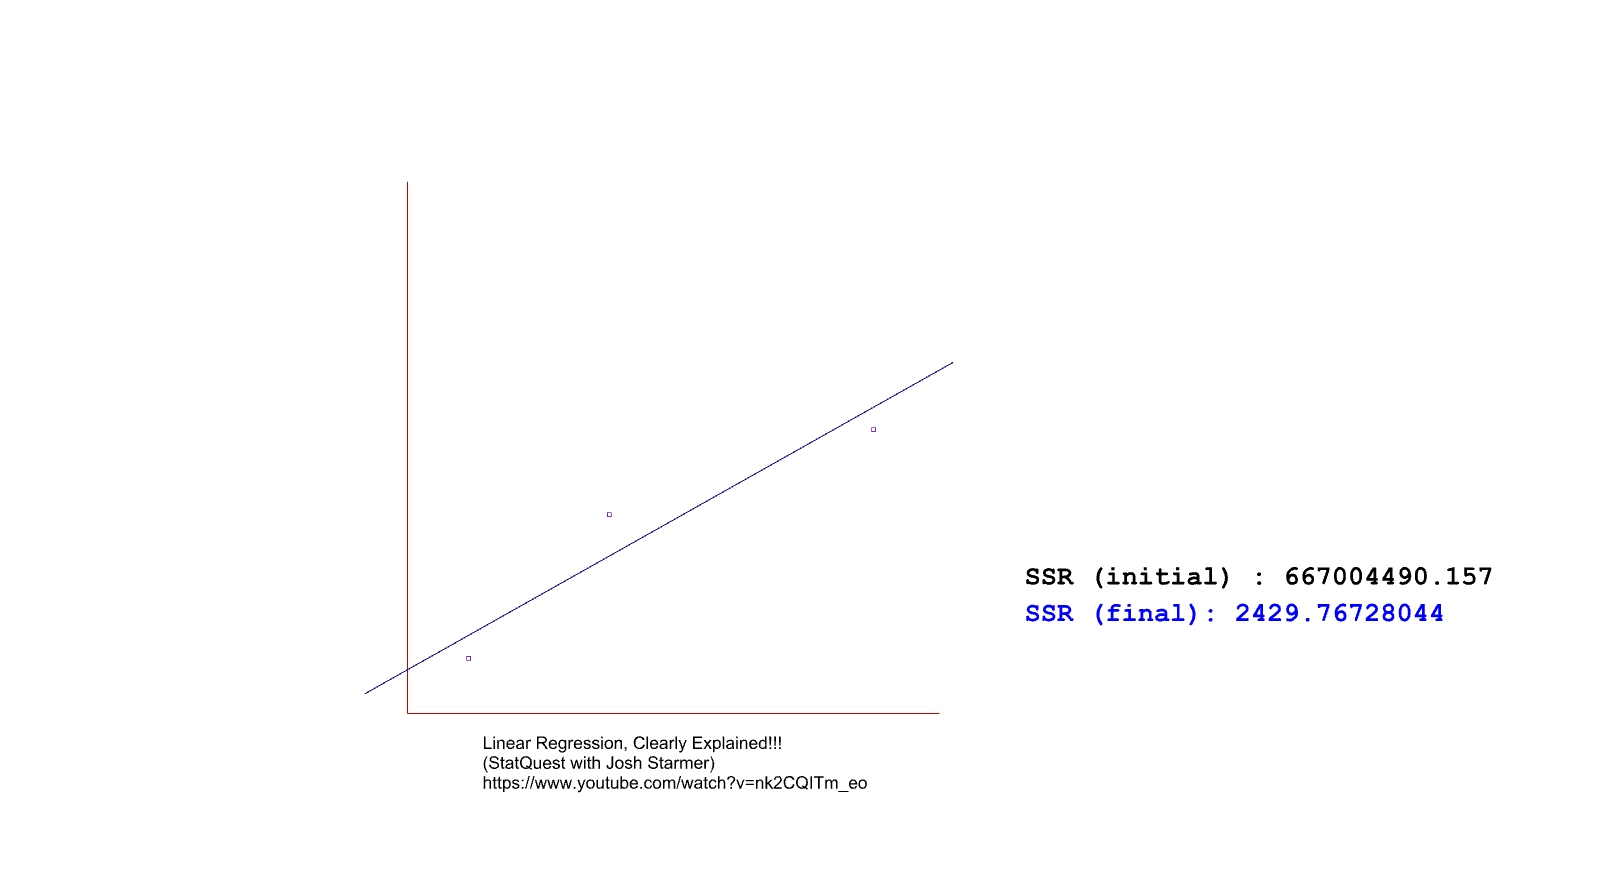 SSR (initial) : 667004490.157
SSR (final): 2429.76728044
Linear Regression, Clearly Explained!!!
(StatQuest with Josh Starmer)
https://www.youtube.com/watch?v=nk2CQITm_eo